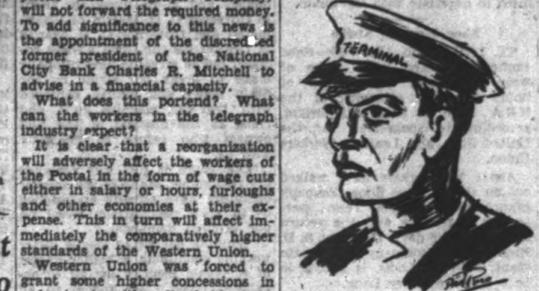 will not forward the required money.
To add significance to this news is
the appointment of the discredited
former president of the National
City Bank Charles R. Mitchell to
advise in a financial capacity.
What does this portend? What
can the workers in the telegraph
industry expect?
It is clear that a reorganization
will adversely affect the workers of
the Postal in the form of wage cuts
either in salary or hours, furloughs
and other economies at their ex-
pense. This in turn will affect im-
mediately the comparatively higher
standards of the Western Union.
Western Union was forced to
grant some higher concessions in
TERMINAL